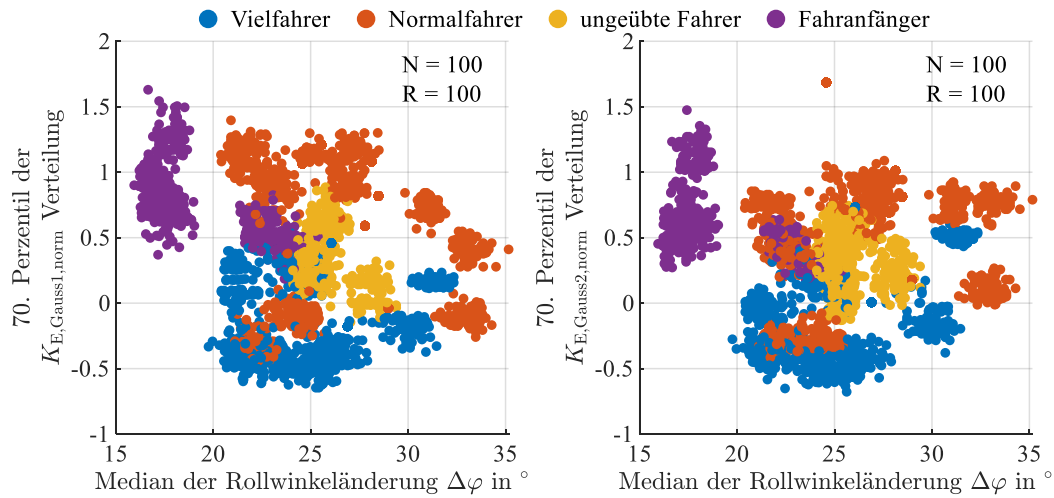 Vielfahrer Normalfahrer ungeübte Fahrer Fahranfänger
70. Perzentil der
K_E,Gauss1,norm Verteilung
2
1.5
1
0.5
0
-0.5
-1
N = 100
R = 100
15 20 25 30 35
Median der Rollwinkeländerung Δφ in °
70. Perzentil der
K_E,Gauss2,norm Verteilung
2
1.5
1
0.5
0
-0.5
-1
N = 100
R = 100
15 20 25 30 35
Median der Rollwinkeländerung Δφ in °